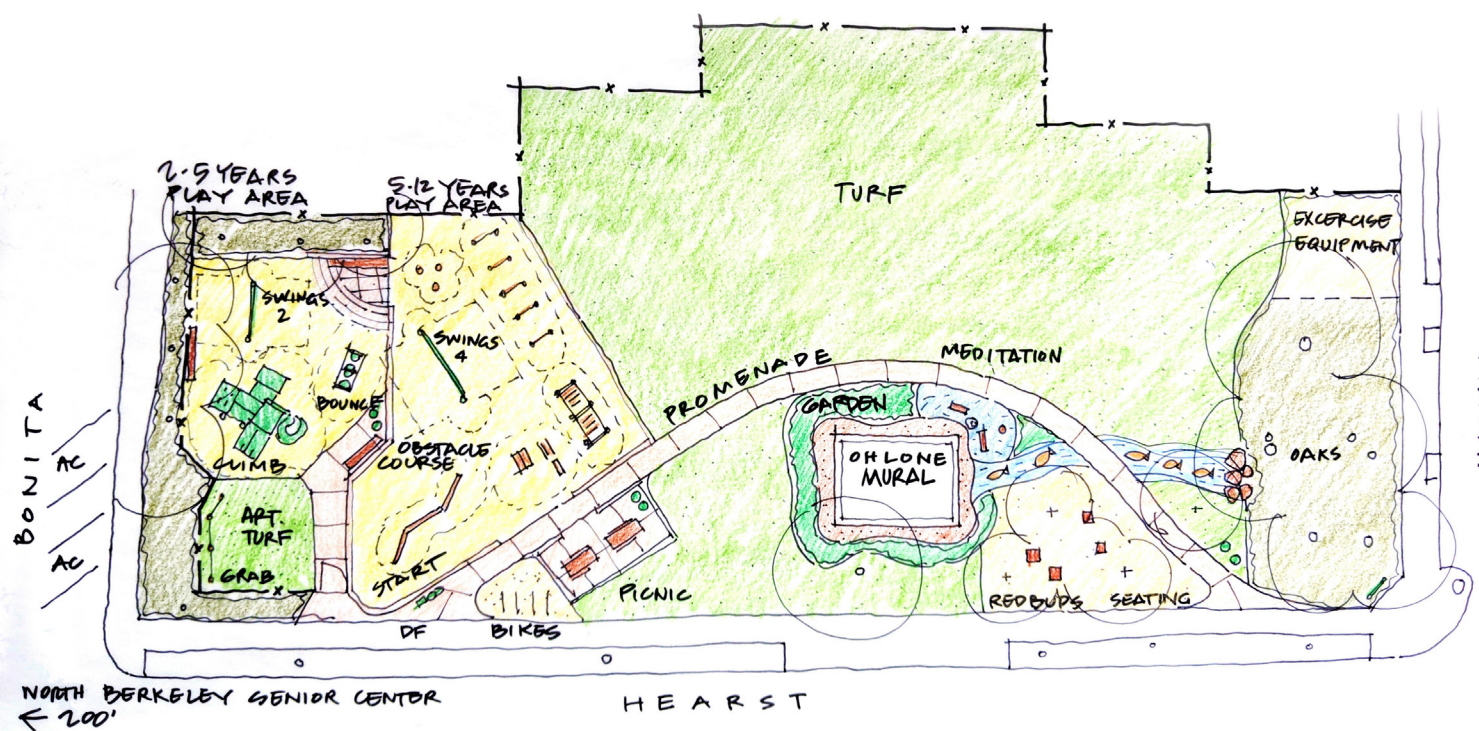 2-5 YEARS
PLAY AREA
5-12 YEARS
PLAY AREA
TURF
EXCERCISE
EQUIPMENT
SWINGS
2
SWINGS
4
BOUNCE
CLIMB
OBSTACLE
COURSE
PROMENADE
MEDITATION
GARDEN
OHLONE
MURAL
OAKS
BONITA
AC
AC
ART.
TURF
GRAB
START
PICNIC
REDBUDS
SEATING
DF
BIKES
NORTH BERKELEY SENIOR CENTER
← 200'
HEARST